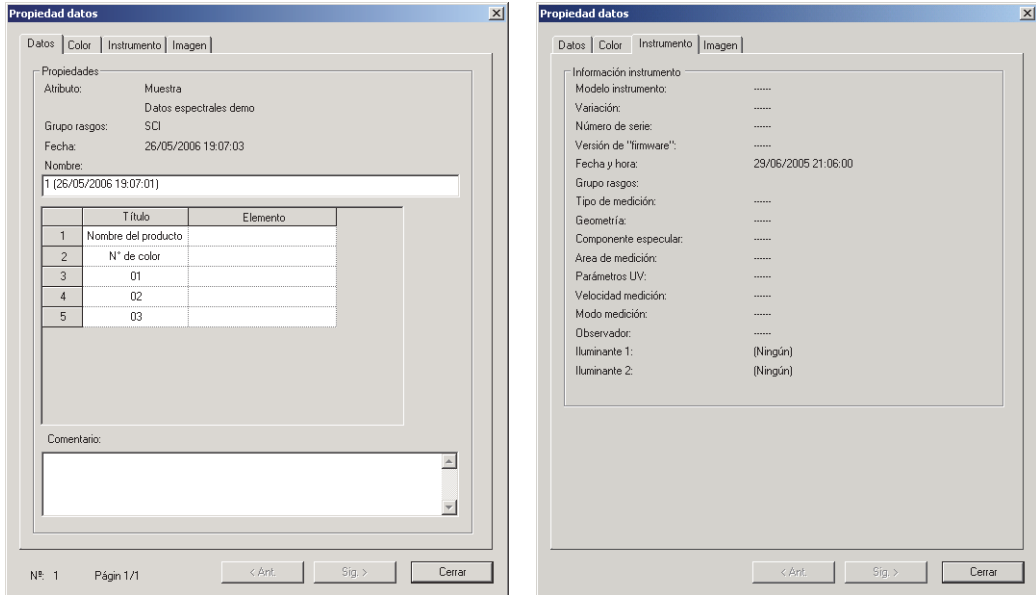 Propiedad datos
Datos Color Instrumento Imagen
Propiedades
Atributo: Muestra
Datos espectrales demo
Grupo rasgos: SCI
Fecha: 26/05/2006 19:07:03
Nombre:
1 (26/05/2006 19:07:01)
Título Elemento
1 Nombre del producto
2 N° de color
3 01
4 02
5 03
Comentario:
Nº: 1 Págin 1/1 < Ant. Sig. > Cerrar
Propiedad datos
Datos Color Instrumento Imagen
Información instrumento
Modelo instrumento: ------
Variación: ------
Número de serie: ------
Versión de "firmware": ------
Fecha y hora: 29/06/2005 21:06:00
Grupo rasgos:
Tipo de medición: ------
Geometría: ------
Componente especular: ------
Area de medición: ------
Parámetros UV: ------
Velocidad medición: ------
Modo medición: ------
Observador: ------
Iluminante 1: (Ningún)
Iluminante 2: (Ningún)
< Ant. Sig. > Cerrar